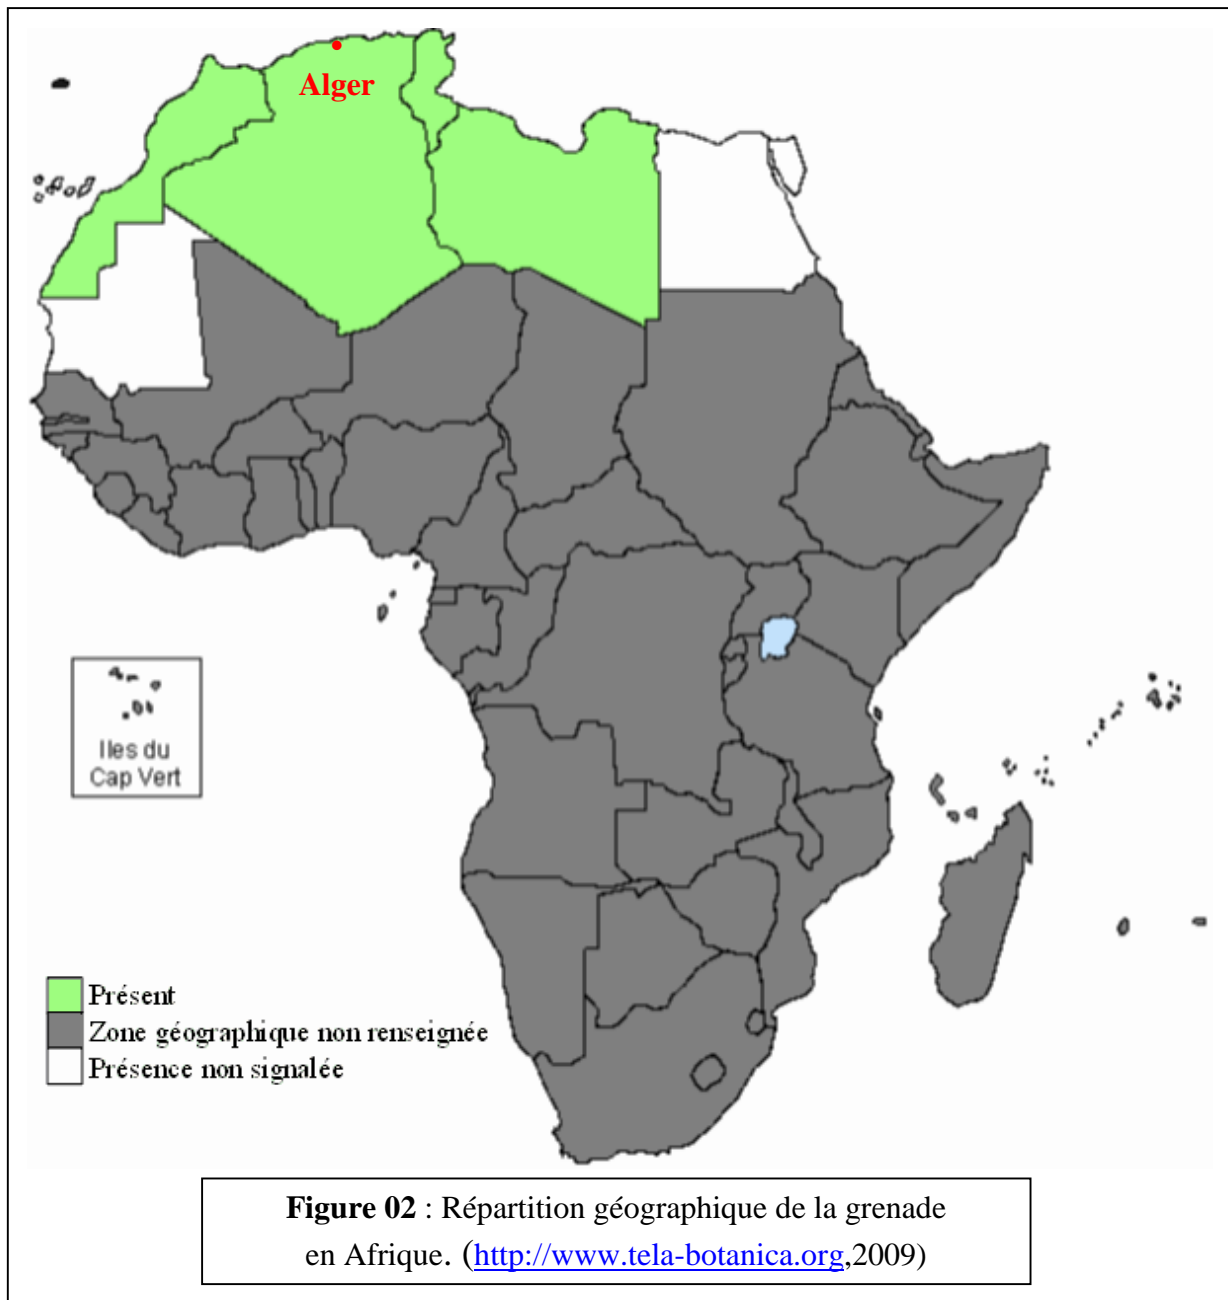 Alger
Iles du
Cap Vert
Présent
Zone géographique non renseignée
Présence non signalée
Figure 02 : Répartition géographique de la grenade
en Afrique. (http://www.tela-botanica.org,2009)